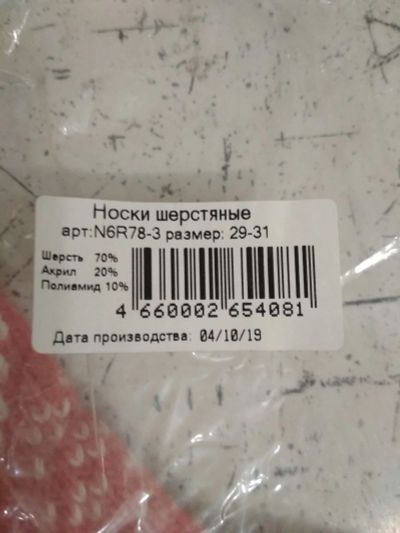 Носки шерстяные
арт:N6R78-3 размер: 29-31
Шерсть 70%
Акрил 20%
Полиамид 10%
4 660002 654081
Дата производства: 04/10/19